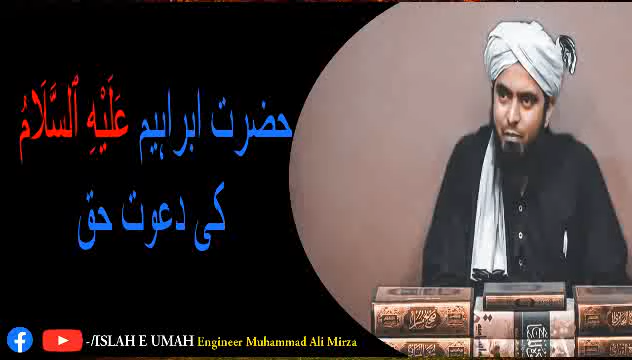 حضرت ابراہیم عَلَيْهِ ٱلسَّلَامُ
کی دعوت حق
-/ISLAH E UMAH Engineer Muhammad Ali Mirza